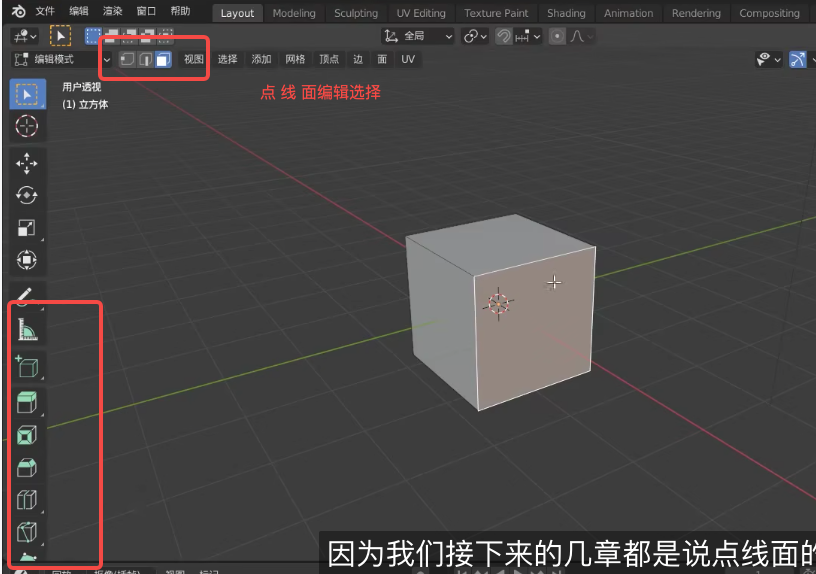 文件 编辑 渲染 窗口 帮助 Layout Modeling Sculpting UV Editing Texture Paint Shading Animation Rendering Compositing
全局
编辑模式 视图 选择 添加 网格 顶点 边 面 UV
用户透视
(1) 立方体
点 线 面编辑选择
因为我们接下来的几章都是说点线面的